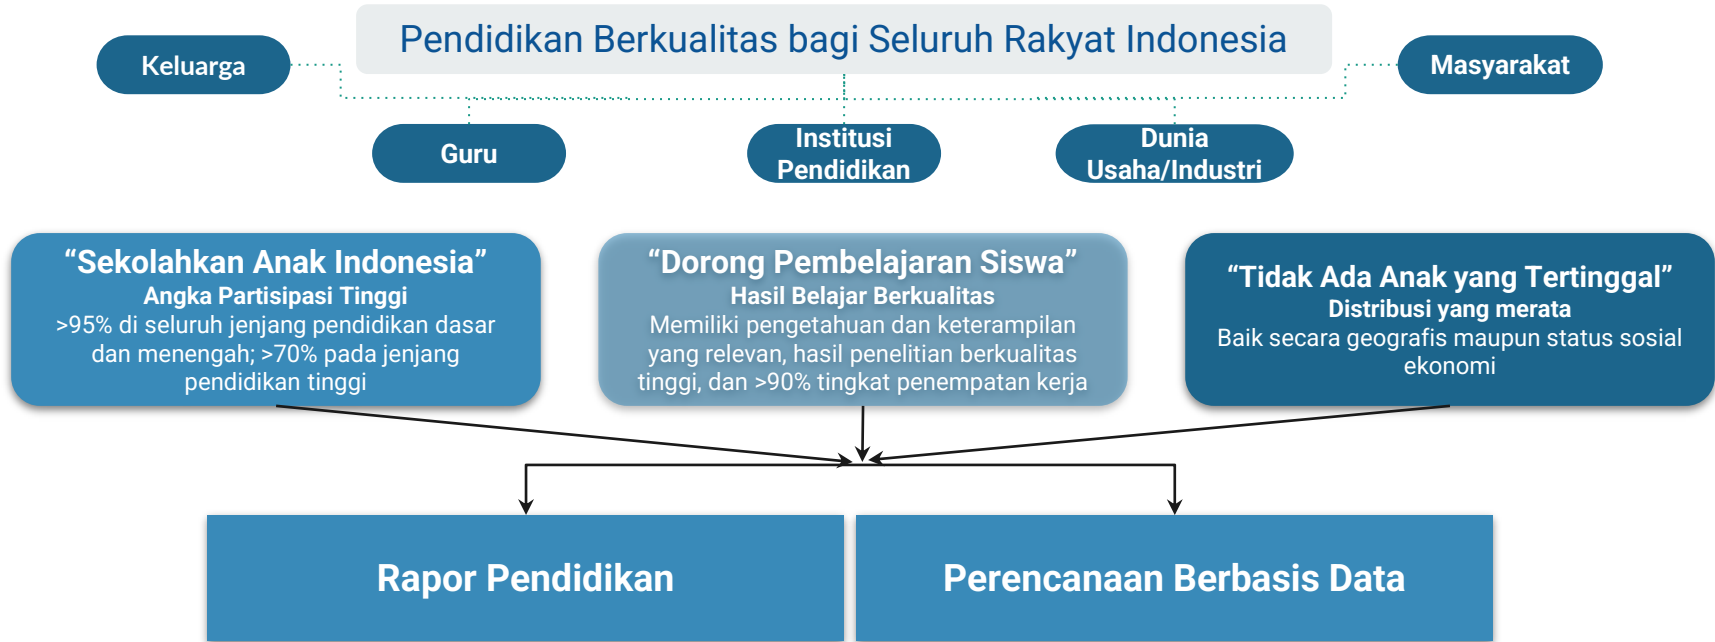 Pendidikan Berkualitas bagi Seluruh Rakyat Indonesia
Keluarga
Masyarakat
Guru
Institusi
Pendidikan
Dunia
Usaha/Industri
“Sekolahkan Anak Indonesia”
Angka Partisipasi Tinggi
>95% di seluruh jenjang pendidikan dasar
dan menengah; >70% pada jenjang
pendidikan tinggi
“Dorong Pembelajaran Siswa”
Hasil Belajar Berkualitas
Memiliki pengetahuan dan keterampilan
yang relevan, hasil penelitian berkualitas
tinggi, dan >90% tingkat penempatan kerja
“Tidak Ada Anak yang Tertinggal”
Distribusi yang merata
Baik secara geografis maupun status sosial
ekonomi
Rapor Pendidikan
Perencanaan Berbasis Data